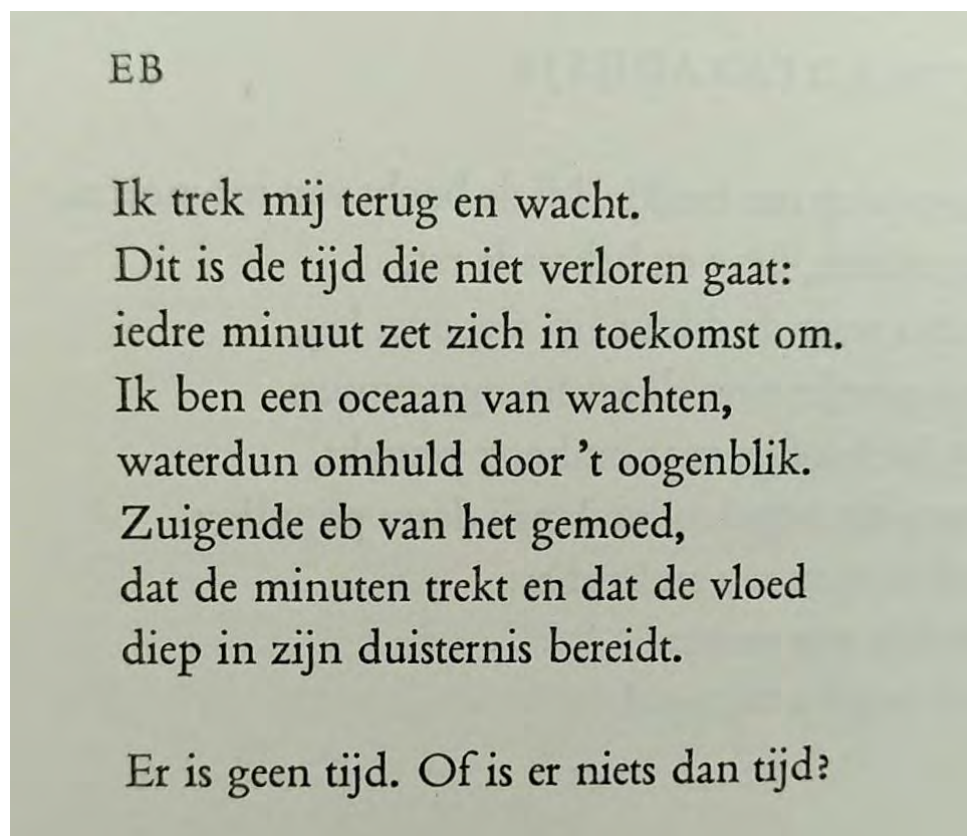 EB
Ik trek mij terug en wacht.
Dit is de tijd die niet verloren gaat:
iedre minuut zet zich in toekomst om.
Ik ben een oceaan van wachten,
waterdun omhuld door 't oogenblik.
Zuigende eb van het gemoed,
dat de minuten trekt en dat de vloed
diep in zijn duisternis bereidt.
Er is geen tijd. Of is er niets dan tijd?